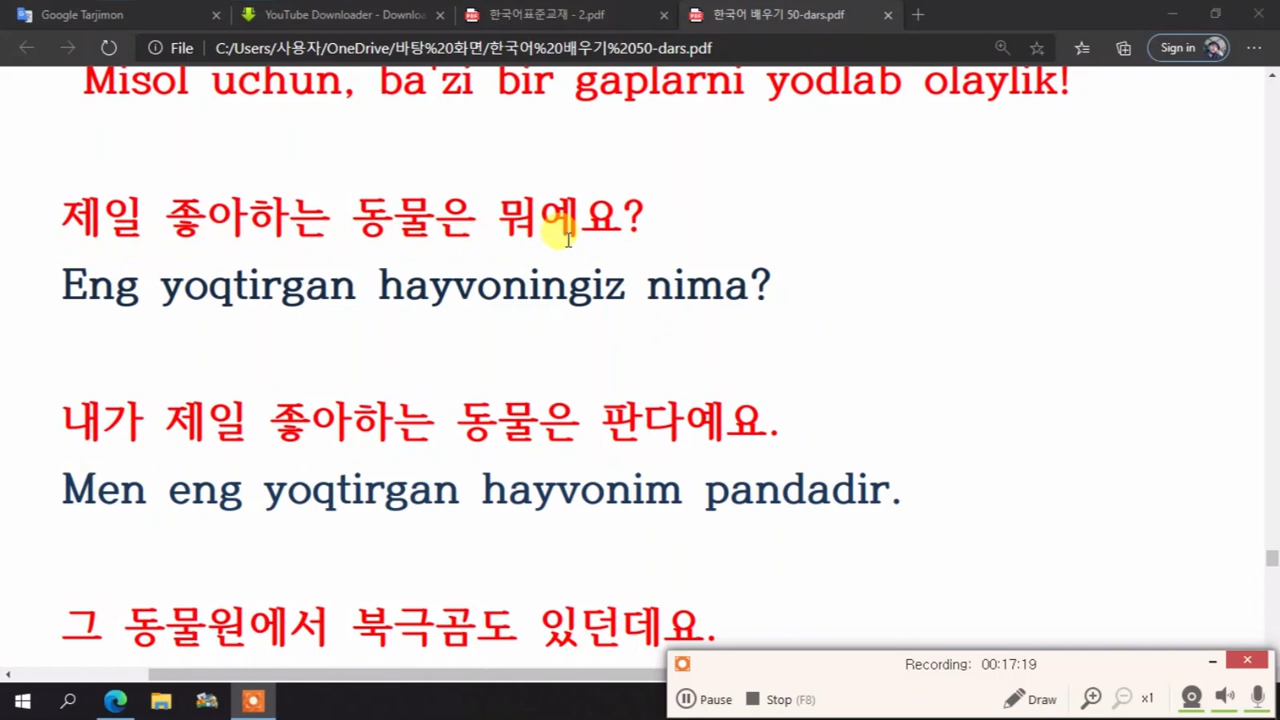 Google Tarjimon
YouTube Downloader - Downloa
한국어표준교재 - 2.pdf
한국어 배우기 50-dars.pdf
File
C:/Users/사용자/OneDrive/바탕%20화면/한국어%20배우기%2050-dars.pdf
Sign in
Misol uchun, ba'zi bir gaplarni yodlab olaylik!
제일 좋아하는 동물은 뭐예요?
Eng yoqtirgan hayvoningiz nima?
내가 제일 좋아하는 동물은 판다예요.
Men eng yoqtirgan hayvonim pandadir.
그 동물원에서 북극곰도 있던데요.
Recording: 00:17:19
Pause
Stop (F8)
Draw
x1